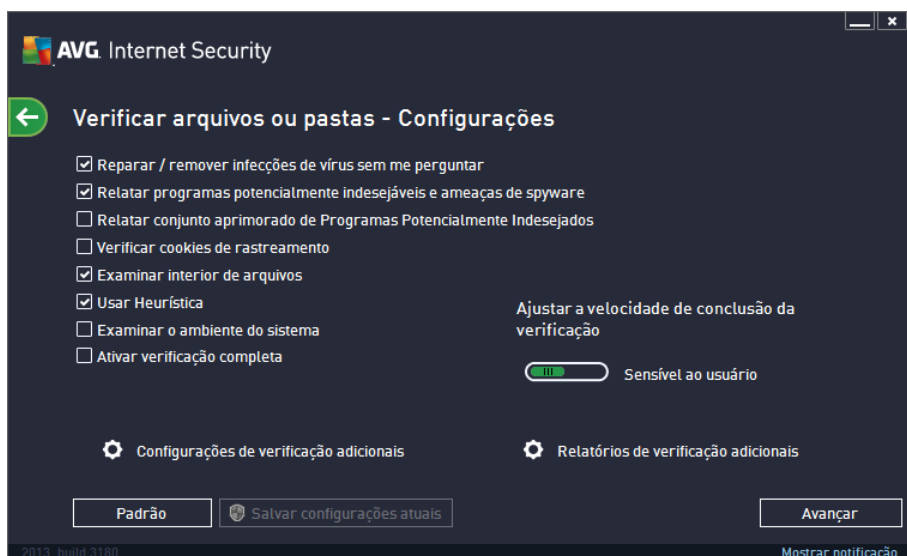 AVG. Internet Security
Verificar arquivos ou pastas - Configurações
Reparar / remover infecções de vírus sem me perguntar
Relatar programas potencialmente indesejáveis e ameaças de spyware
Relatar conjunto aprimorado de Programas Potencialmente Indesejados
Verificar cookies de rastreamento
Examinar interior de arquivos
Usar Heurística
Examinar o ambiente do sistema
Ativar verificação completa
Ajustar a velocidade de conclusão da
verificação
Sensível ao usuário
Configurações de verificação adicionais
Relatórios de verificação adicionais
Padrão
Salvar configurações atuais
Avançar
2013 build 3180
Mostrar notificação